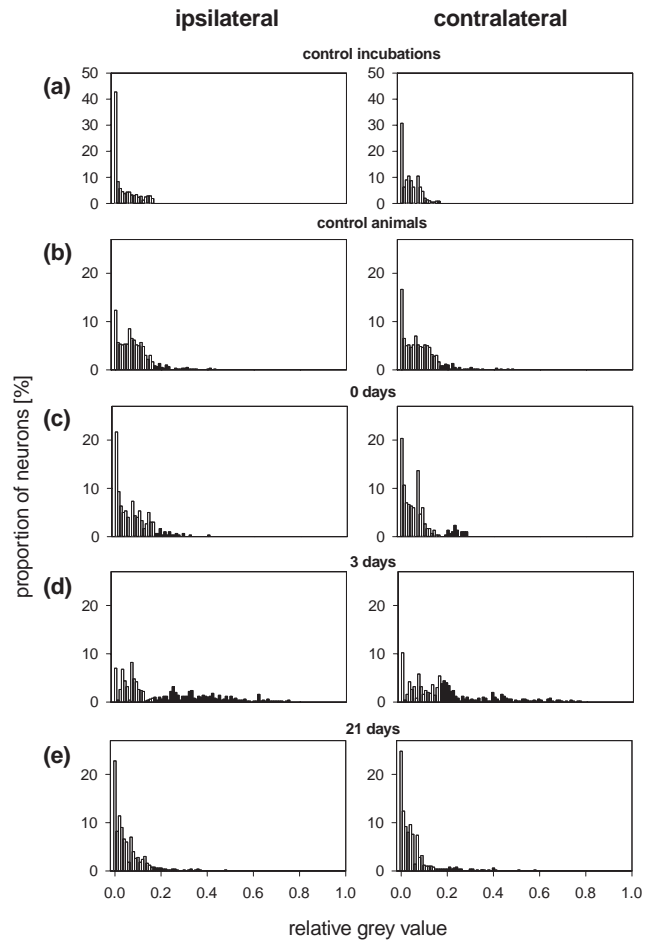 ipsilateral contralateral
control incubations
(a)
50 50
40 40
30 30
20 20
10 10
0 0
control animals
(b)
20 20
10 10
0 0
0 days
(c)
20 20
10 10
0 0
3 days
(d)
20 20
10 10
0 0
21 days
(e)
20 20
10 10
0 0
0.0 0.2 0.4 0.6 0.8 1.0 0.0 0.2 0.4 0.6 0.8 1.0
proportion of neurons [%]
relative grey value